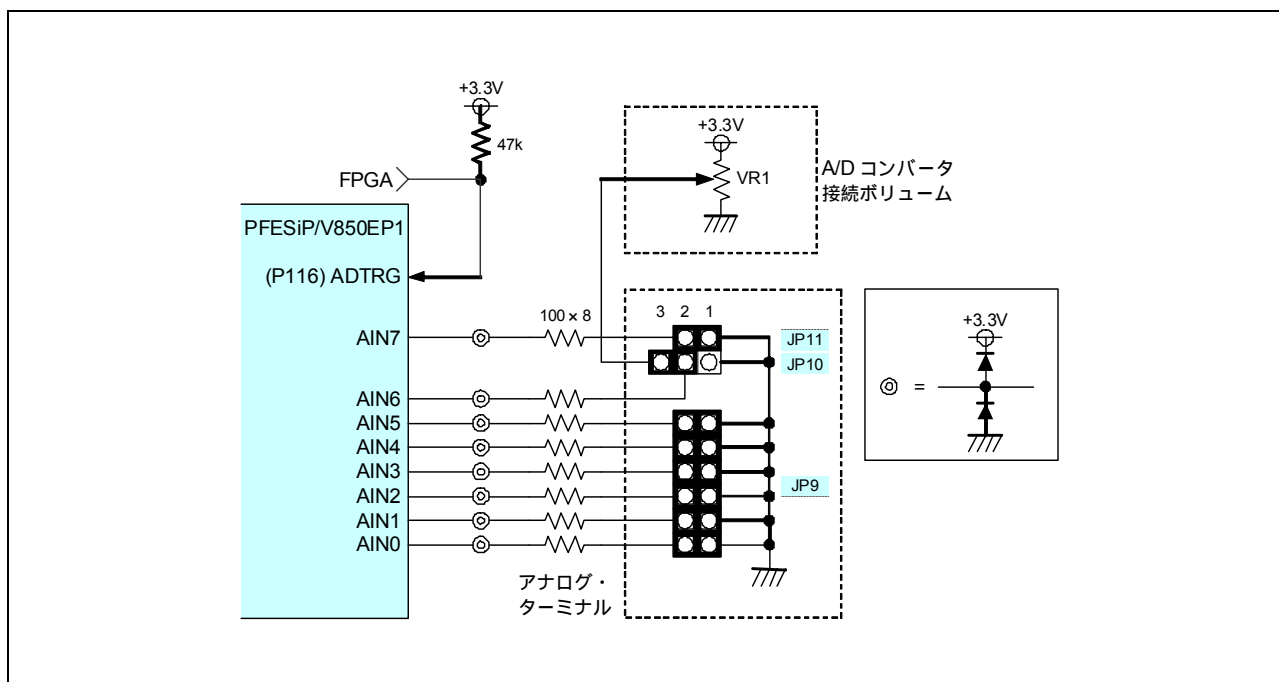 +3.3V
47k
FPGA
PFESiP/V850EP1
(P116) ADTRG
+3.3V
VR1
A/D コンバータ
接続ボリューム
100 × 8
3 2 1
AIN7
JP11
JP10
AIN6
AIN5
AIN4
AIN3
AIN2
AIN1
AIN0
JP9
アナログ・
ターミナル
+3.3V
◎ =